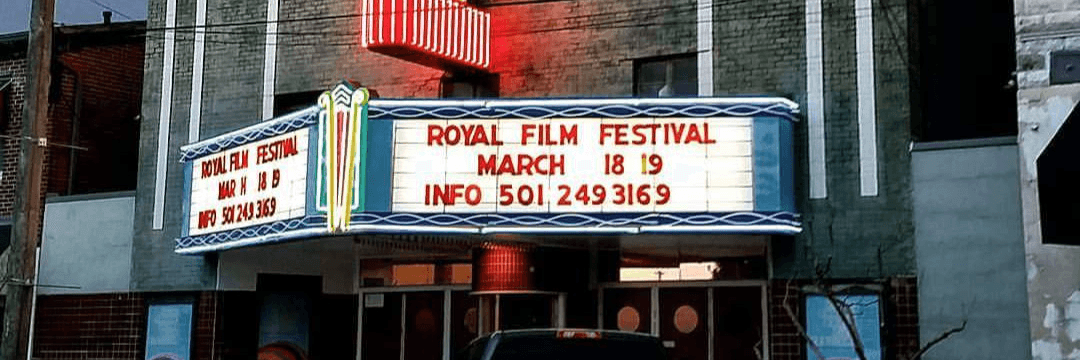 ROYAL FILM FESTIVAL
MAR H 18 19
INFO 501 249 3169
ROYAL FILM FESTIVAL
MARCH 18 19
INFO 501 249 3169